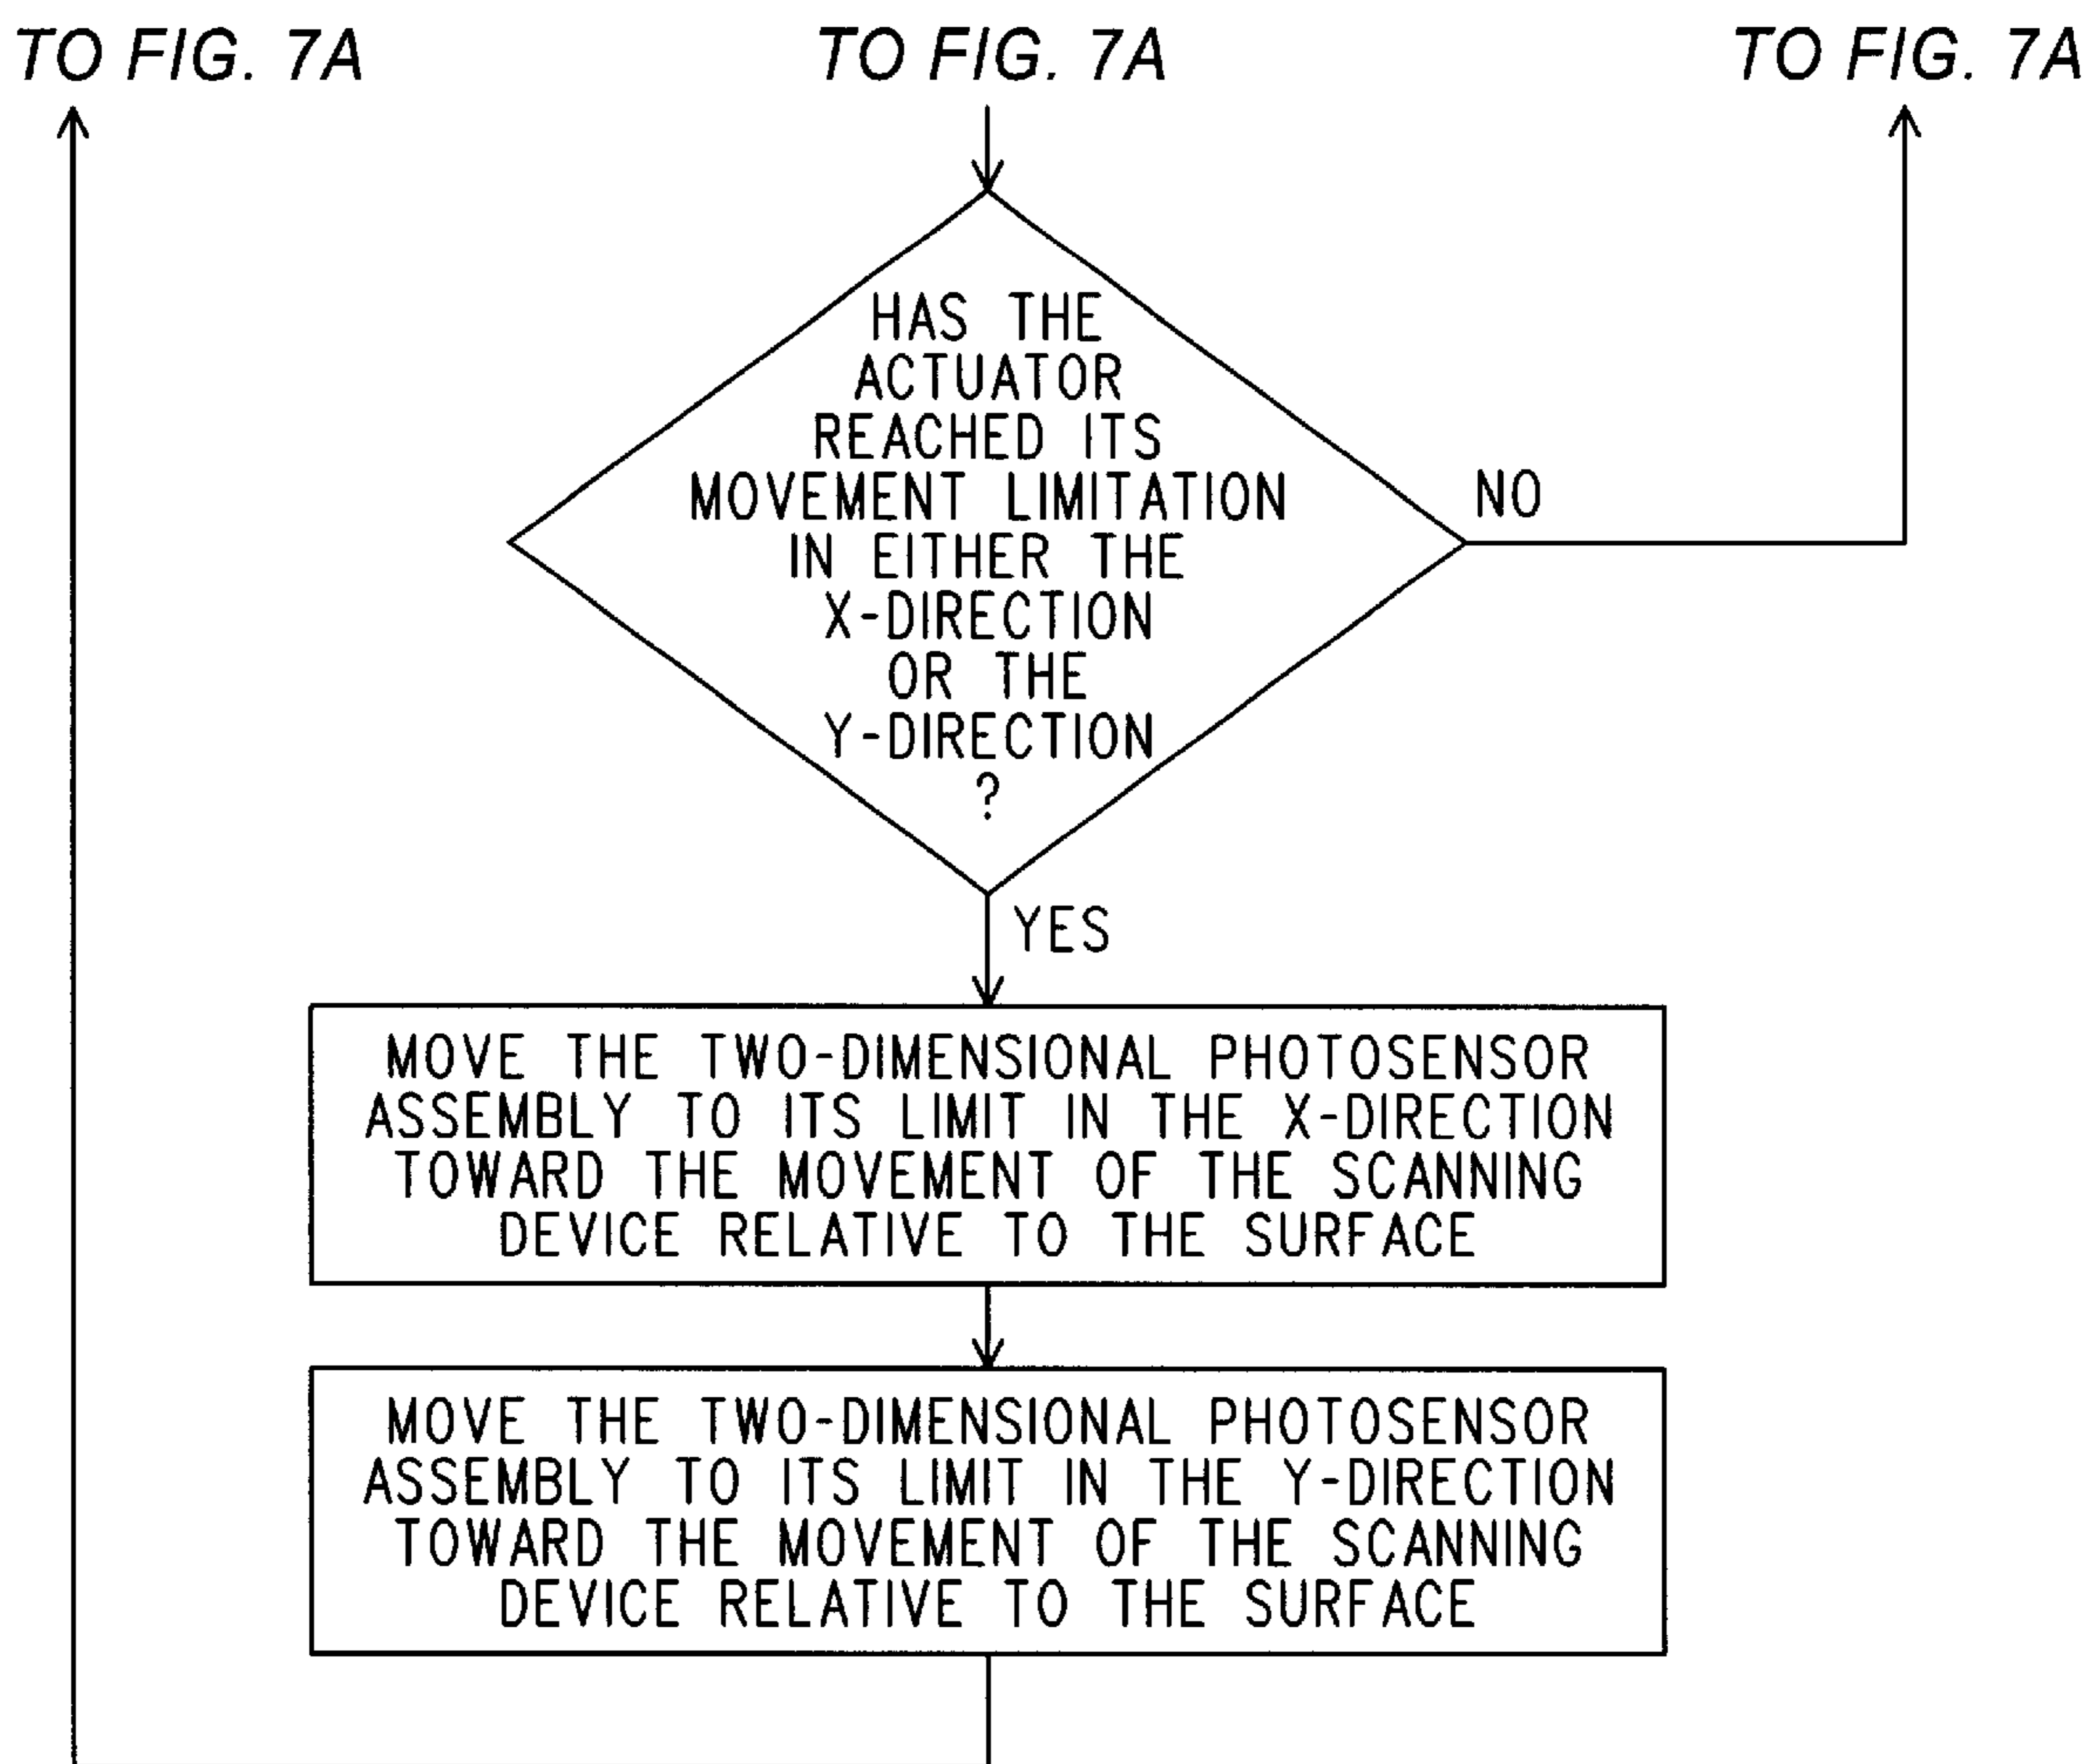 TO FIG. 7A
TO FIG. 7A
TO FIG. 7A
HAS THE
ACTUATOR
REACHED ITS
MOVEMENT LIMITATION
IN EITHER THE
X-DIRECTION
OR THE
Y-DIRECTION
?
NO
YES
MOVE THE TWO-DIMENSIONAL PHOTOSENSOR
ASSEMBLY TO ITS LIMIT IN THE X-DIRECTION
TOWARD THE MOVEMENT OF THE SCANNING
DEVICE RELATIVE TO THE SURFACE
MOVE THE TWO-DIMENSIONAL PHOTOSENSOR
ASSEMBLY TO ITS LIMIT IN THE Y-DIRECTION
TOWARD THE MOVEMENT OF THE SCANNING
DEVICE RELATIVE TO THE SURFACE